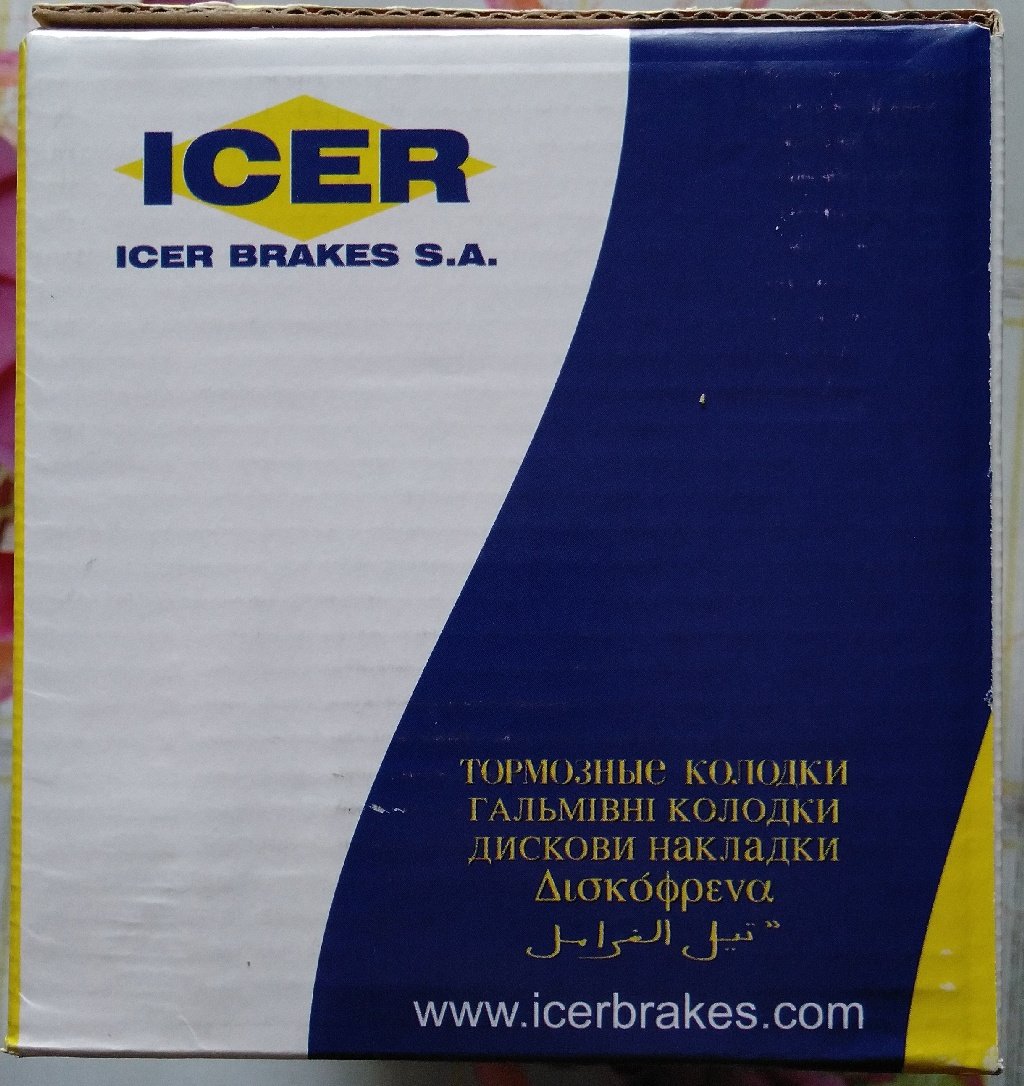 ICER
ICER BRAKES S.A.
ТОРМОЗНЫЕ КОЛОДКИ
ГАЛЬМІВНІ КОЛОДКИ
ДИСКОВИ НАКЛАДКИ
Δισκόφρενα
تيل الفرامل
www.icerbrakes.com